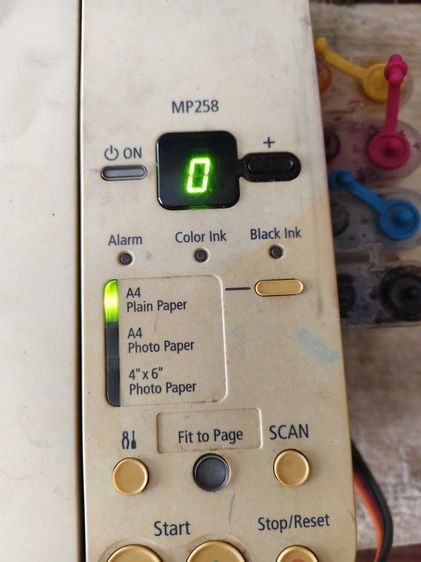 MP258
ON
0
+
Alarm
Color Ink
Black Ink
A4
Plain Paper
A4
Photo Paper
4" x 6"
Photo Paper
Fit to Page
SCAN
Start
Stop/Reset